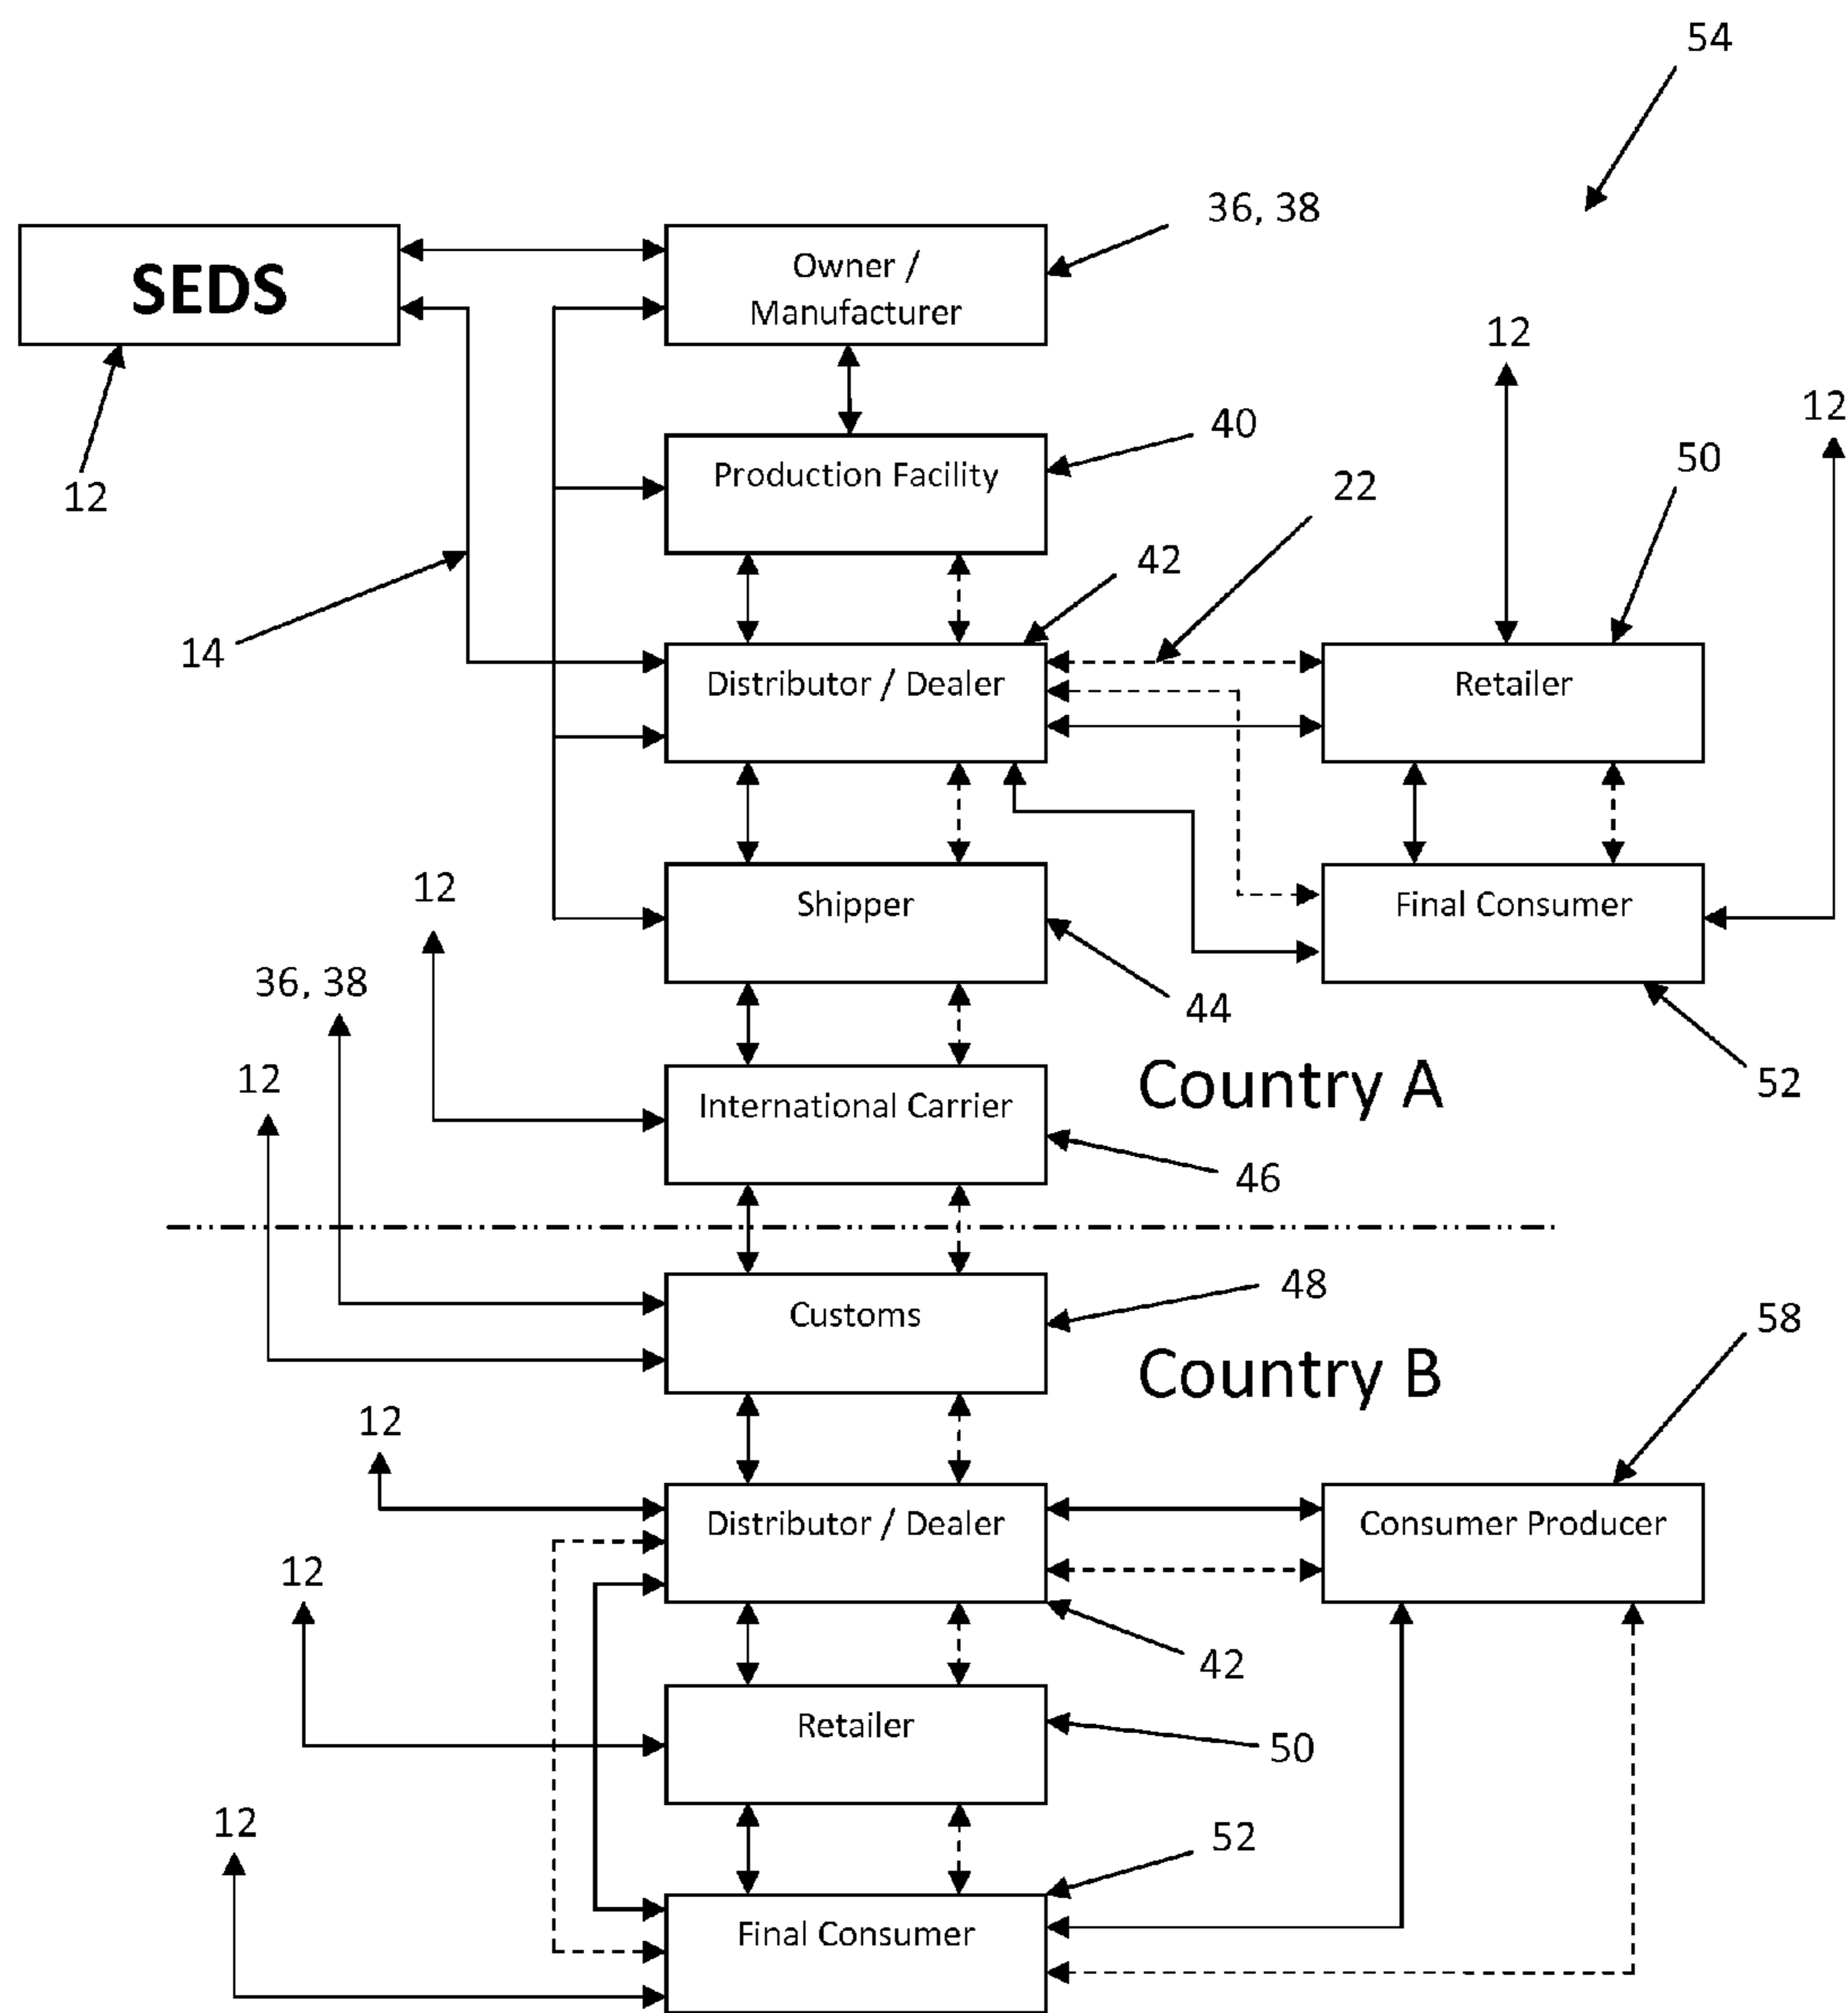 54
36, 38
SEDS
Owner /
Manufacturer
12
12
40
50
Production Facility
22
12
42
14
Distributor / Dealer
Retailer
12
Shipper
Final Consumer
36, 38
44
12
Country A
52
International Carrier
46
48
Customs
58
Country B
12
Distributor / Dealer
Consumer Producer
12
42
Retailer
50
12
52
Final Consumer